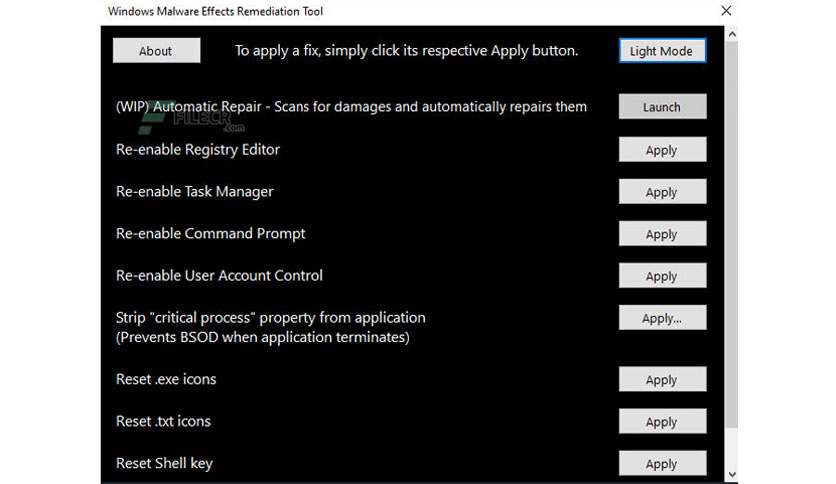 Windows Malware Effects Remediation Tool
About
To apply a fix, simply click its respective Apply button.
Light Mode
(WIP) Automatic Repair - Scans for damages and automatically repairs them
Launch
FILECR
.com
Re-enable Registry Editor
Apply
Re-enable Task Manager
Apply
Re-enable Command Prompt
Apply
Re-enable User Account Control
Apply
Strip "critical process" property from application
(Prevents BSOD when application terminates)
Apply...
Reset .exe icons
Apply
Reset .txt icons
Apply
Reset Shell key
Apply